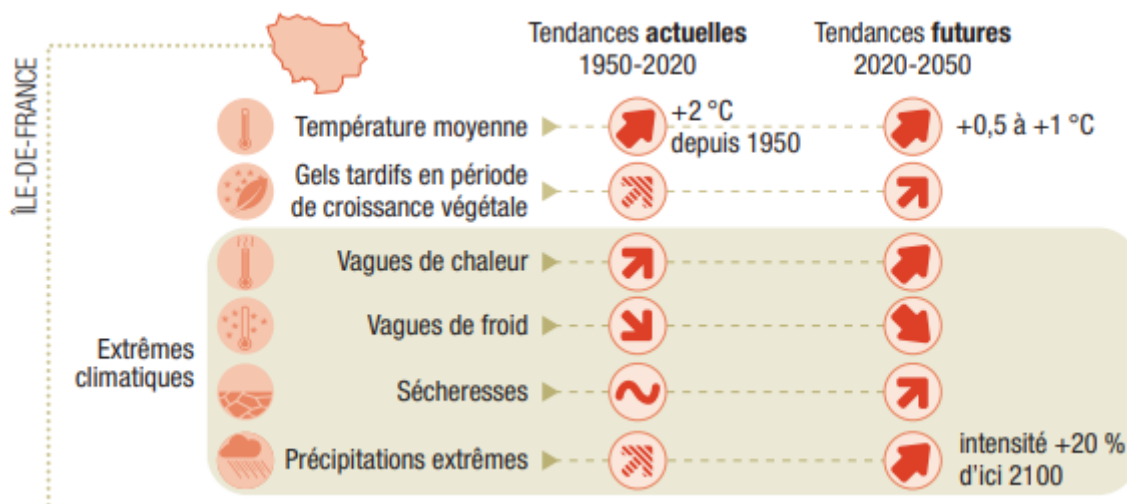 ÎLE-DE-FRANCE
Tendances actuelles
1950-2020
Tendances futures
2020-2050
Température moyenne
+2 °C
depuis 1950
+0,5 à +1 °C
Gels tardifs en période
de croissance végétale
Extrêmes
climatiques
Vagues de chaleur
Vagues de froid
Sécheresses
Précipitations extrêmes
intensité +20 %
d'ici 2100